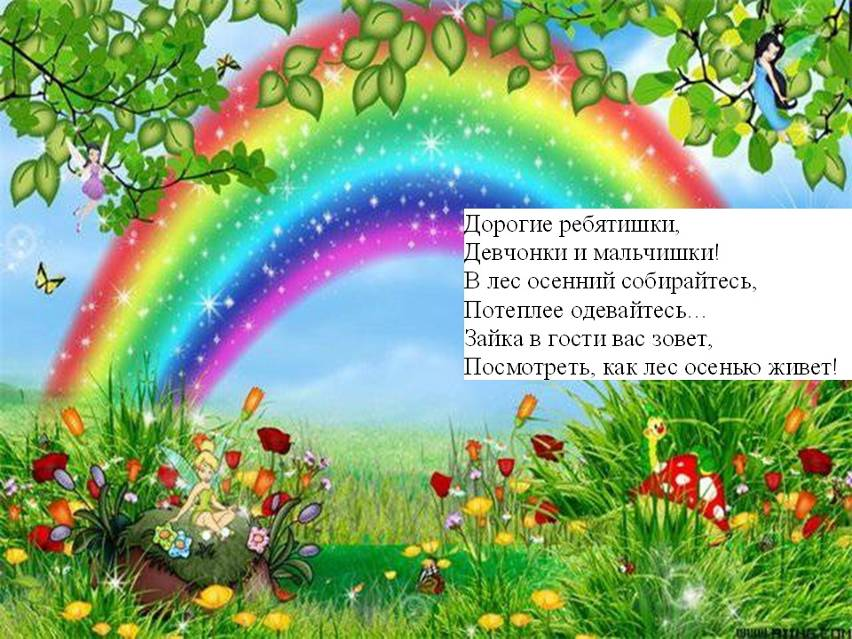 Дорогие ребятишки,
Девчонки и мальчишки!
В лес осенний собирайтесь,
Потеплее одевайтесь…
Зайка в гости вас зовет,
Посмотреть, как лес осенью живет!